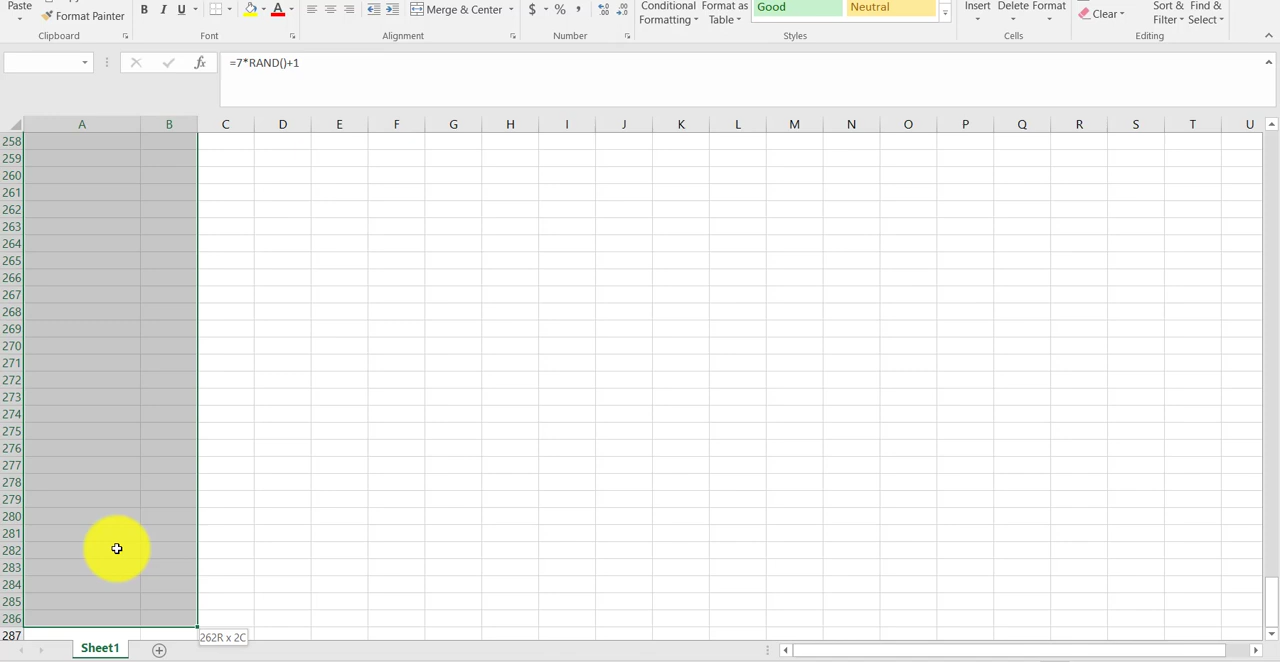 Paste
Format Painter
Clipboard
B I U A
Font
Merge & Center
Alignment
$ % ,
Number
Conditional Formatting
Format as Table
Good
Neutral
Styles
Insert Delete Format
Cells
Clear
Sort & Filter
Find & Select
Editing
fx =7*RAND()+1
A B C D E F G H I J K L M N O P Q R S T U
258
259
260
261
262
263
264
265
266
267
268
269
270
271
272
273
274
275
276
277
278
279
280
281
282
283
284
285
286
287
262R x 2C
Sheet1